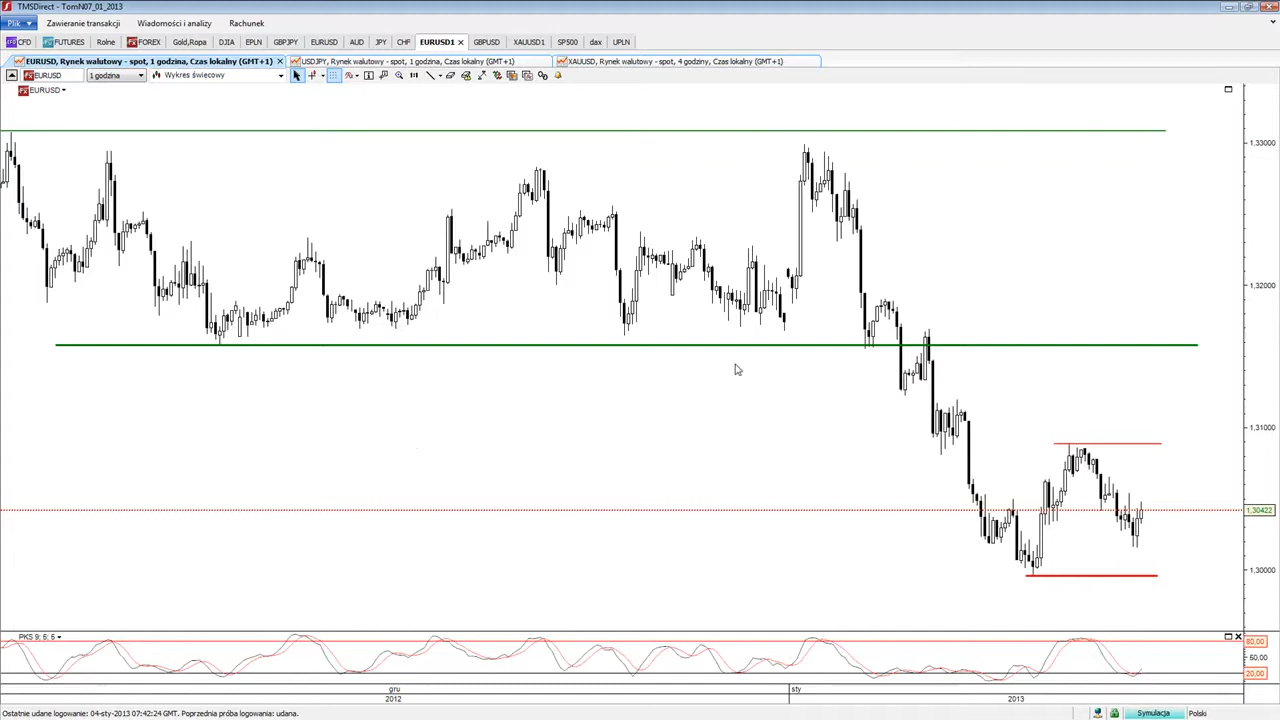 TMSDirect - TomN07_01_2013
Plik Zawieranie transakcji Wiadomości i analizy Rachunek
CFD FUTURES Rolne FOREX Gold,Ropa DJIA EPLN GBPJPY EURUSD AUD JPY CHF EURUSD1 GBPUSD XAUUSD1 SP500 dax UPLN
EURUSD, Rynek walutowy - spot, 1 godzina, Czas lokalny (GMT+1) USDJPY, Rynek walutowy - spot, 1 godzina, Czas lokalny (GMT+1) XAUUSD, Rynek walutowy - spot, 4 godziny, Czas lokalny (GMT+1)
EURUSD 1 godzina Wykres świecowy
EURUSD
1,33000
1,32000
1,31000
1,30422
1,30000
PKS 9; 5; 5
80,00
50,00
20,00
gru sty
2012 2013
Ostatnie udane logowanie: 04-sty-2013 07:42:24 GMT. Poprzednia próba logowania: udana. Symulacja Polski